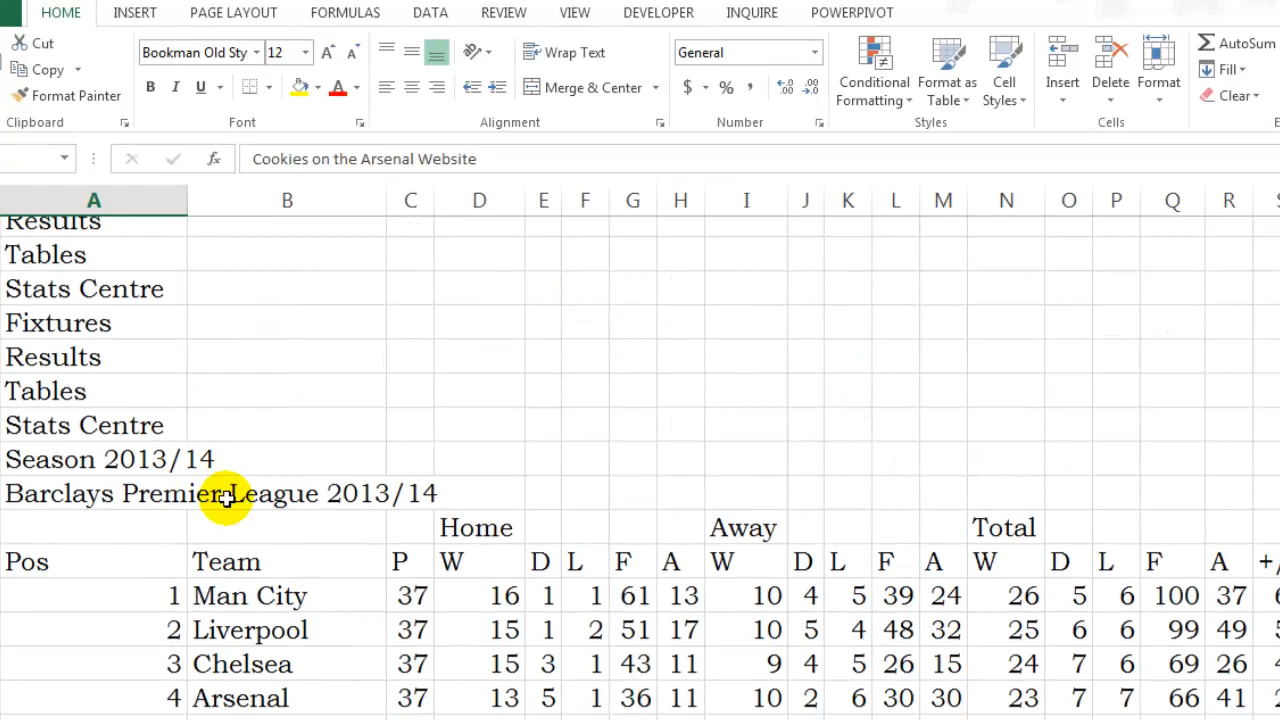 HOME INSERT PAGE LAYOUT FORMULAS DATA REVIEW VIEW DEVELOPER INQUIRE POWERPIVOT
Cut
Copy
Format Painter
Clipboard
Bookman Old Sty 12
B I U A
Font
Wrap Text
Merge & Center
Alignment
General
$ % ,
Number
Conditional Formatting
Format as Table
Cell Styles
Styles
Insert Delete Format
Cells
AutoSum
Fill
Clear
fx Cookies on the Arsenal Website
A B C D E F G H I J K L M N O P Q R
Results
Tables
Stats Centre
Fixtures
Results
Tables
Stats Centre
Season 2013/14
Barclays Premier League 2013/14
Home Away Total
Pos Team P W D L F A W D L F A W D L F A
1 Man City 37 16 1 1 61 13 10 4 5 39 24 26 5 6 100 37
2 Liverpool 37 15 1 2 51 17 10 5 4 48 32 25 6 6 99 49
3 Chelsea 37 15 3 1 43 11 9 4 5 26 15 24 7 6 69 26
4 Arsenal 37 13 5 1 36 11 10 2 6 30 30 23 7 7 66 41